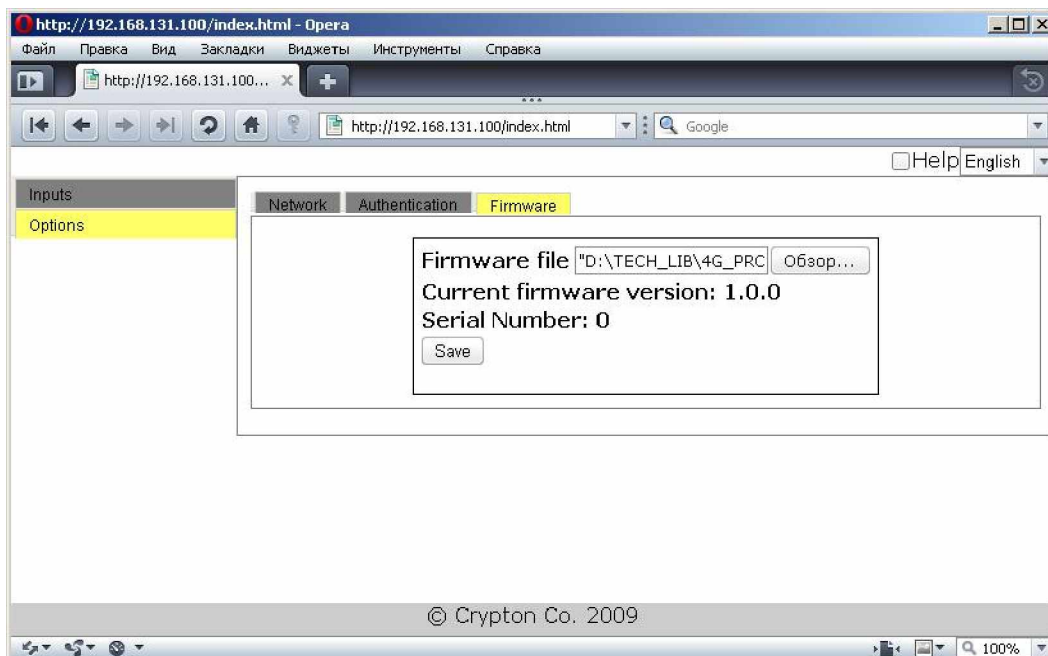 http://192.168.131.100/index.html - Opera
Файл Правка Вид Закладки Виджеты Инструменты Справка
http://192.168.131.100...
http://192.168.131.100/index.html Google
Help English
Inputs
Options
Network Authentication Firmware
Firmware file "D:\TECH_LIB\4G_PRC Обзор...
Current firmware version: 1.0.0
Serial Number: 0
Save
© Crypton Co. 2009
100%